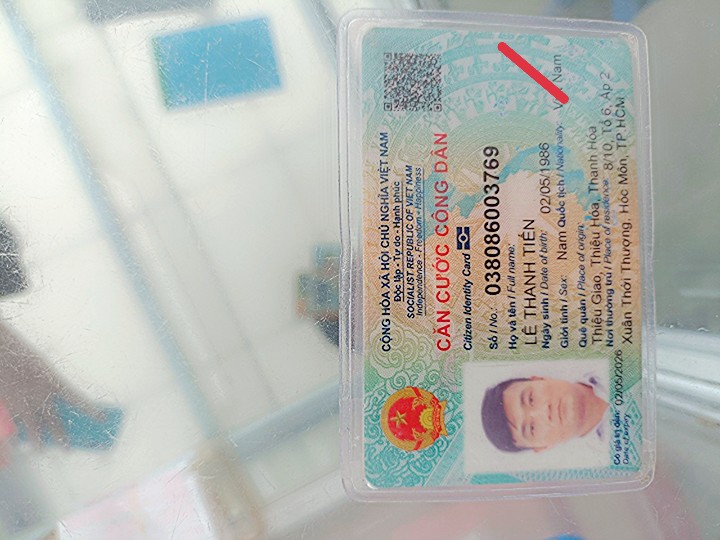 CỘNG HÒA XÃ HỘI CHỦ NGHĨA VIỆT NAM
Độc lập - Tự do - Hạnh phúc
SOCIALIST REPUBLIC OF VIET NAM
Independence - Freedom - Happiness
CĂN CƯỚC CÔNG DÂN
Citizen Identity Card
Số / No.: 038086003769
Họ và tên / Full name:
LÊ THANH TIẾN
Ngày sinh / Date of birth: 02/05/1986
Giới tính / Sex: Nam Quốc tịch / Nationality: Việt Nam
Quê quán / Place of origin:
Thiệu Giao, Thiệu Hóa, Thanh Hóa
Nơi thường trú / Place of residence: 8/10, Tổ 6, Ấp 2
Xuân Thới Thượng, Hóc Môn, TP HCM
Có giá trị đến: 02/05/2026
Date of expiry